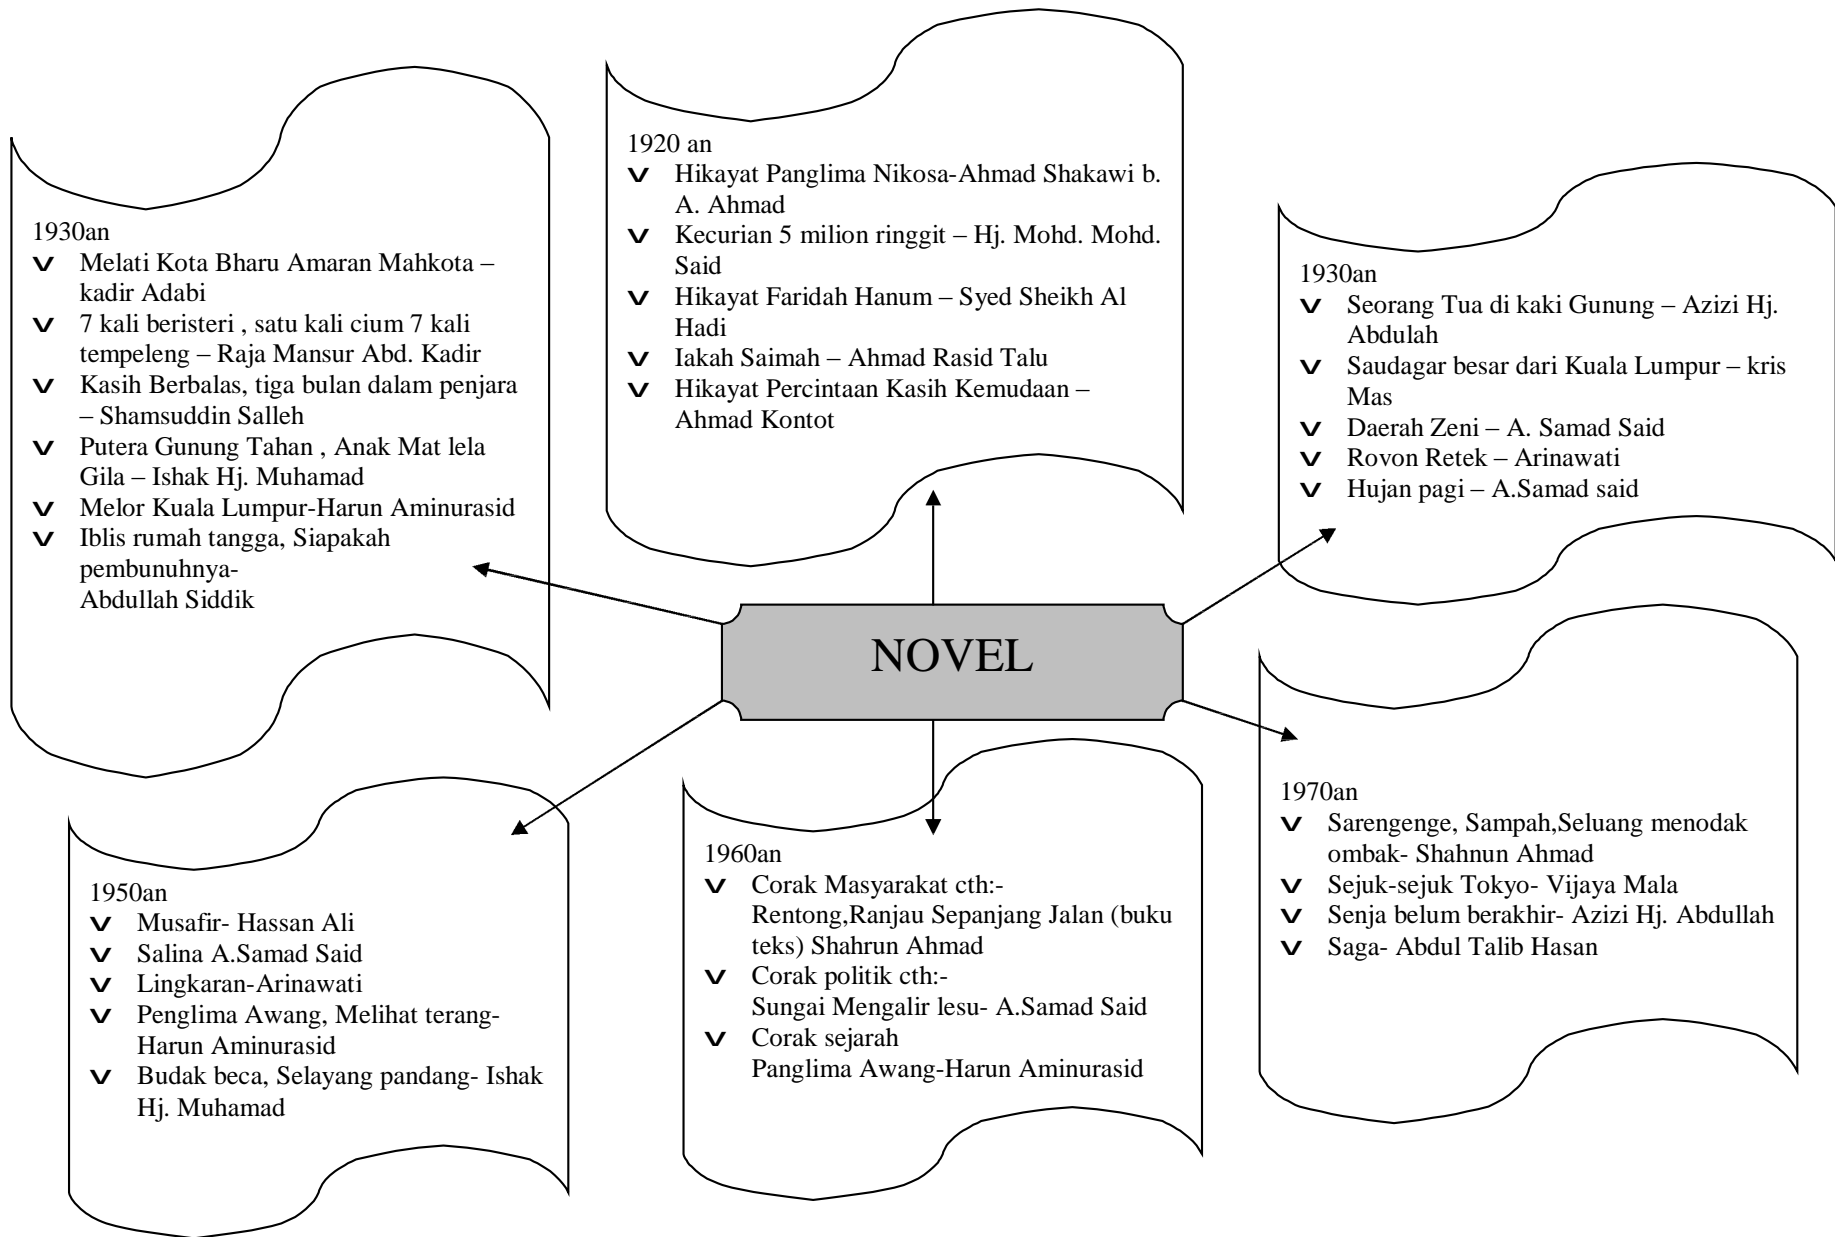 1930an
v Melati Kota Bharu Amaran Mahkota –
kadir Adabi
v 7 kali beristeri , satu kali cium 7 kali
tempeleng – Raja Mansur Abd. Kadir
v Kasih Berbalas, tiga bulan dalam penjara
– Shamsuddin Salleh
v Putera Gunung Tahan , Anak Mat lela
Gila – Ishak Hj. Muhamad
v Melor Kuala Lumpur-Harun Aminurasid
v Iblis rumah tangga, Siapakah
pembunuhnya-
Abdullah Siddik
1920 an
v Hikayat Panglima Nikosa-Ahmad Shakawi b.
A. Ahmad
v Kecurian 5 milion ringgit – Hj. Mohd. Mohd.
Said
v Hikayat Faridah Hanum – Syed Sheikh Al
Hadi
v Iakah Saimah – Ahmad Rasid Talu
v Hikayat Percintaan Kasih Kemudaan –
Ahmad Kontot
1930an
v Seorang Tua di kaki Gunung – Azizi Hj.
Abdulah
v Saudagar besar dari Kuala Lumpur – kris
Mas
v Daerah Zeni – A. Samad Said
v Rovon Retek – Arinawati
v Hujan pagi – A.Samad said
NOVEL
1950an
v Musafir- Hassan Ali
v Salina A.Samad Said
v Lingkaran-Arinawati
v Penglima Awang, Melihat terang-
Harun Aminurasid
v Budak beca, Selayang pandang- Ishak
Hj. Muhamad
1960an
v Corak Masyarakat cth:-
Rentong,Ranjau Sepanjang Jalan (buku
teks) Shahrun Ahmad
v Corak politik cth:-
Sungai Mengalir lesu- A.Samad Said
v Corak sejarah
Panglima Awang-Harun Aminurasid
1970an
v Sarengenge, Sampah,Seluang menodak
ombak- Shahnun Ahmad
v Sejuk-sejuk Tokyo- Vijaya Mala
v Senja belum berakhir- Azizi Hj. Abdullah
v Saga- Abdul Talib Hasan